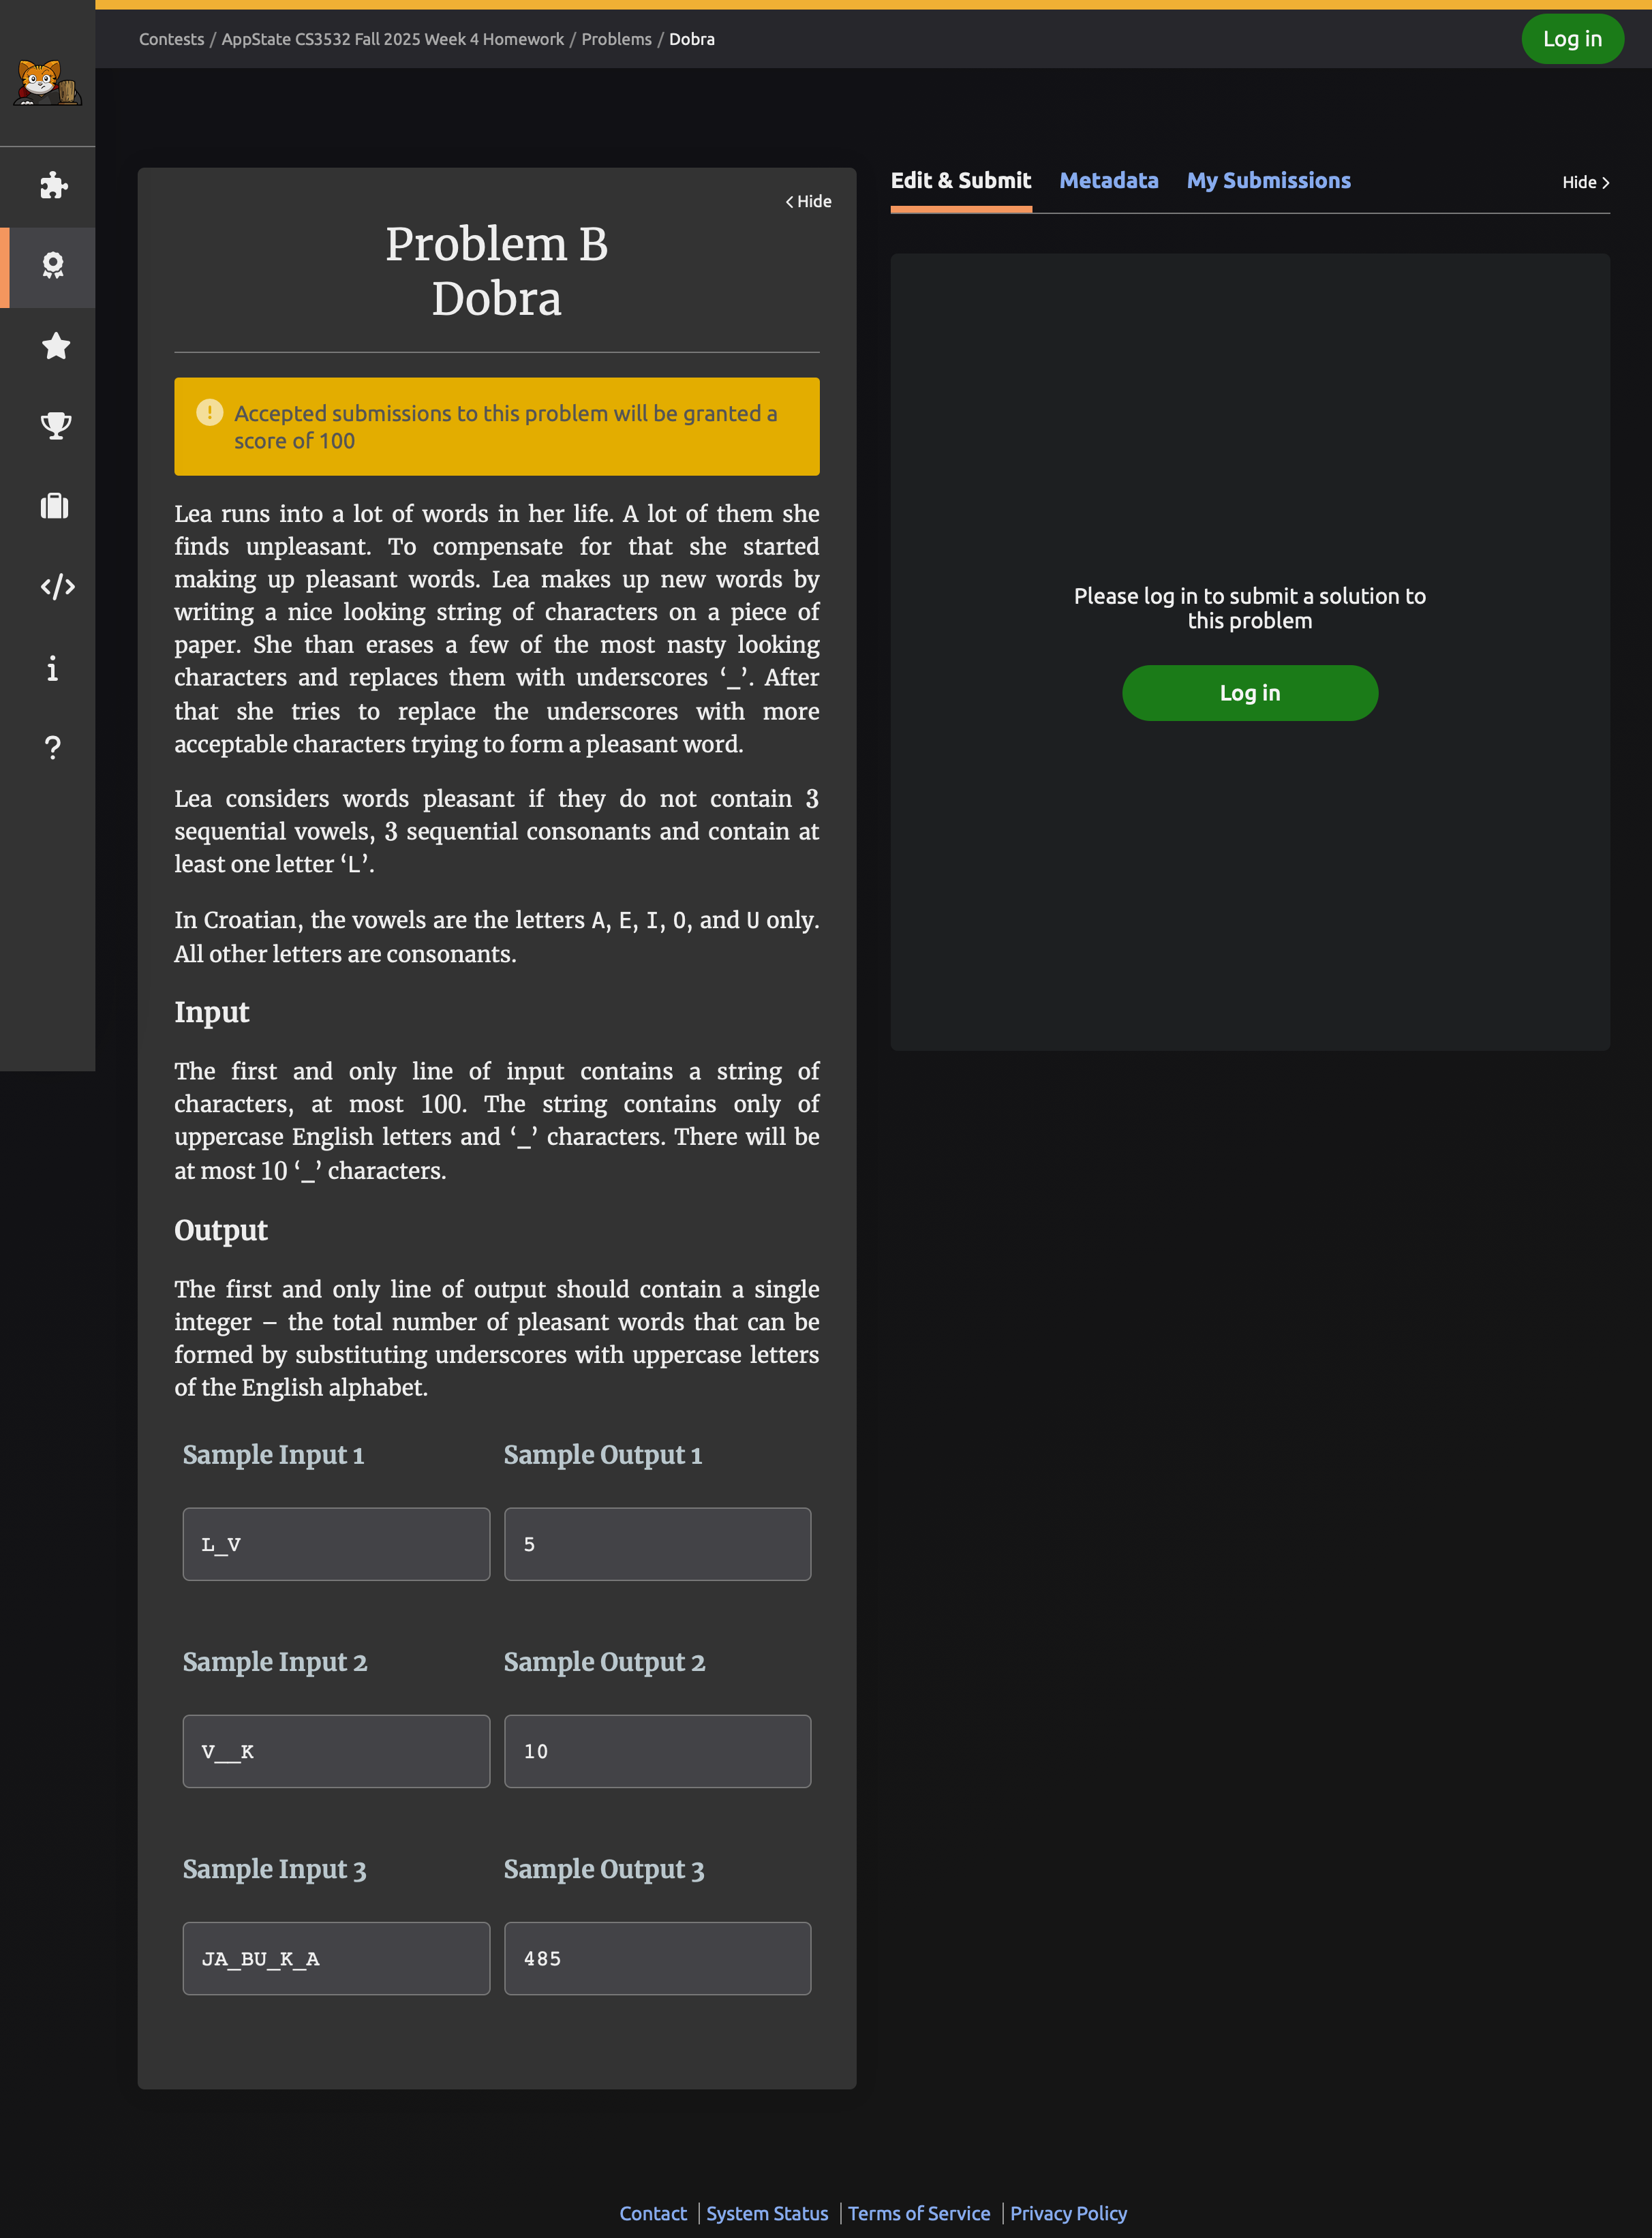 Contests / AppState CS3532 Fall 2025 Week 4 Homework / Problems / Dobra
Log in
Hide
Problem B
Dobra
Accepted submissions to this problem will be granted a
score of 100
Lea runs into a lot of words in her life. A lot of them she
finds unpleasant. To compensate for that she started
making up pleasant words. Lea makes up new words by
writing a nice looking string of characters on a piece of
paper. She than erases a few of the most nasty looking
characters and replaces them with underscores ‘_’. After
that she tries to replace the underscores with more
acceptable characters trying to form a pleasant word.
Lea considers words pleasant if they do not contain 3
sequential vowels, 3 sequential consonants and contain at
least one letter ‘L’.
In Croatian, the vowels are the letters A, E, I, O, and U only.
All other letters are consonants.
Input
The first and only line of input contains a string of
characters, at most 100. The string contains only of
uppercase English letters and ‘_’ characters. There will be
at most 10 ‘_’ characters.
Output
The first and only line of output should contain a single
integer – the total number of pleasant words that can be
formed by substituting underscores with uppercase letters
of the English alphabet.
Sample Input 1
Sample Output 1
L_V
5
Sample Input 2
Sample Output 2
V__K
10
Sample Input 3
Sample Output 3
JA_BU_K_A
485
Edit & Submit
Metadata
My Submissions
Hide
Please log in to submit a solution to
this problem
Log in
Contact | System Status | Terms of Service | Privacy Policy